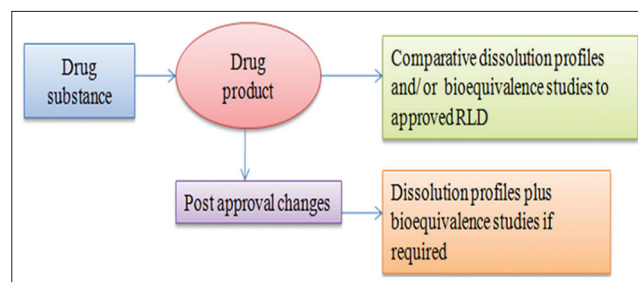 Drug
substance
Drug
product
Comparative dissolution profiles
and/ or bioequivalence studies to
approved RLD
Post approval changes
Dissolution profiles plus
bioequivalence studies if
required